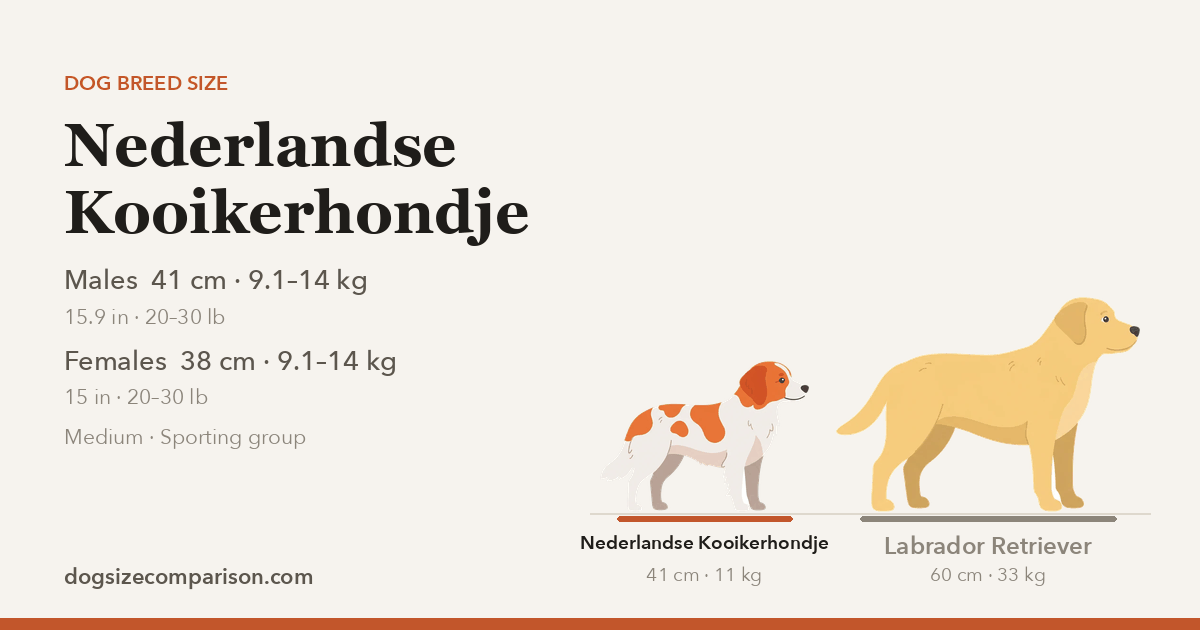 DOG BREED SIZE
Nederlandse
Kooikerhondje
Males 41 cm · 9.1–14 kg
15.9 in · 20–30 lb
Females 38 cm · 9.1–14 kg
15 in · 20–30 lb
Medium · Sporting group
Nederlandse Kooikerhondje
41 cm · 11 kg
Labrador Retriever
60 cm · 33 kg
dogsizecomparison.com